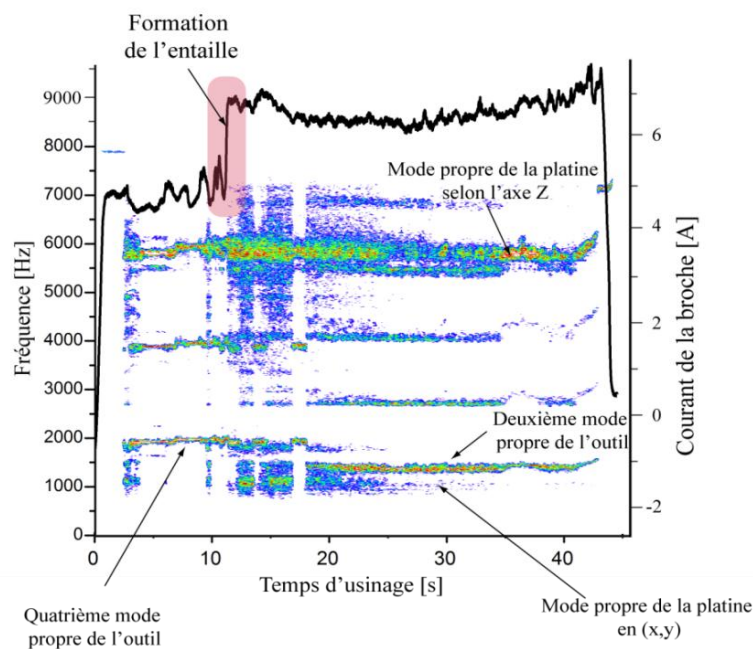 Formation
de l'entaille
9000
8000
7000
6000
5000
4000
3000
2000
1000
0
Fréquence [Hz]
6
4
2
0
-2
Courant de la broche [A]
Mode propre de la platine
selon l'axe Z
Deuxième mode
propre de l'outil
0
10
20
30
40
Temps d'usinage [s]
Quatrième mode
propre de l'outil
Mode propre de la platine
en (x,y)